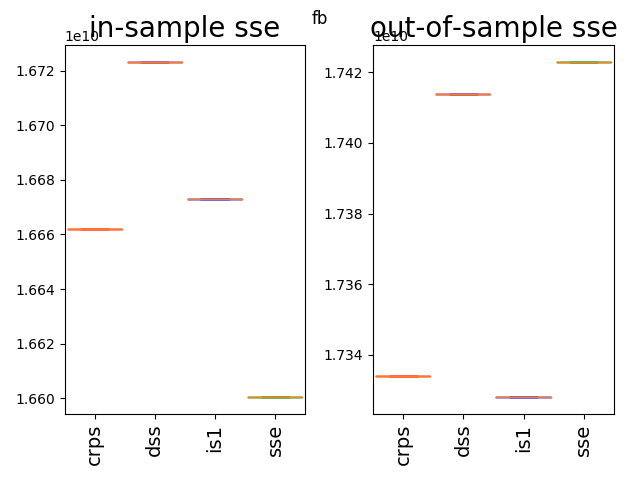 fb
in-sample sse
out-of-sample sse
1e10
1e10
1.672
1.670
1.668
1.666
1.664
1.662
1.660
crps
dss
is1
sse
1.742
1.740
1.738
1.736
1.734
crps
dss
is1
sse